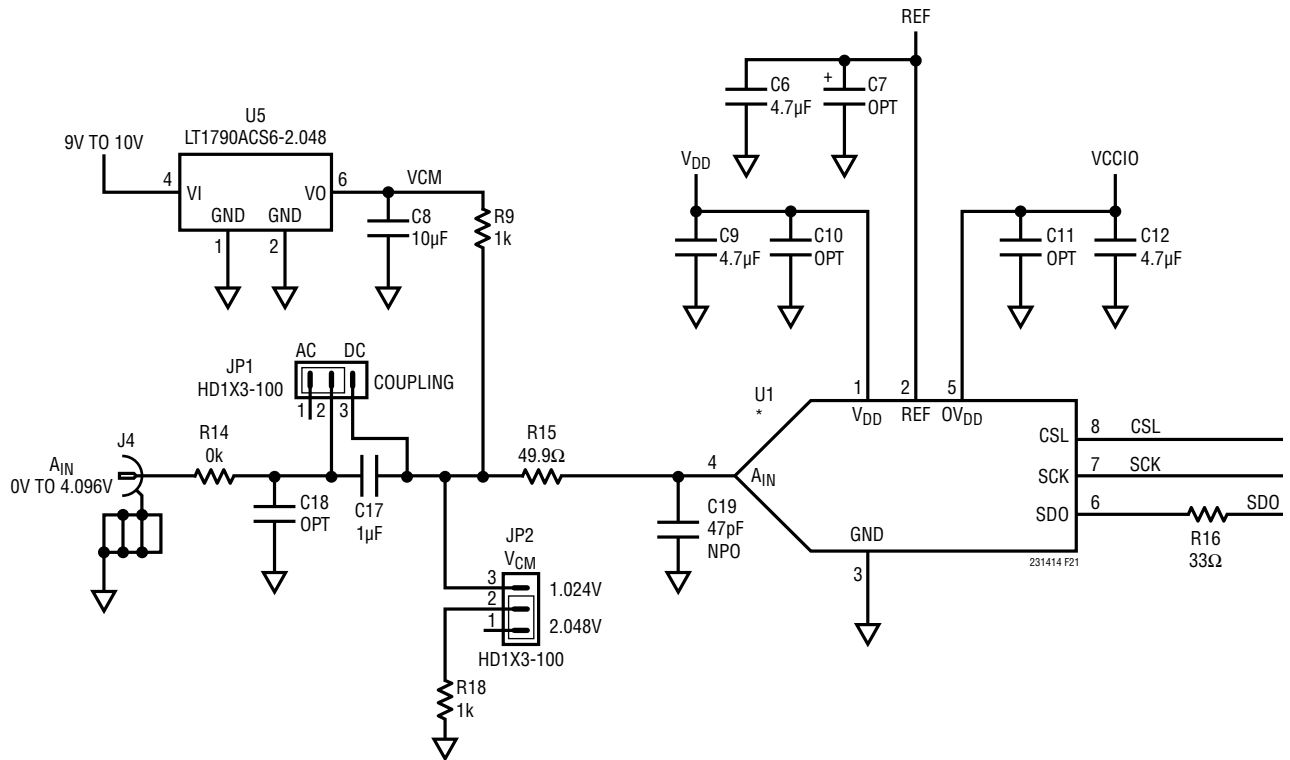 REF
C6
4.7µF
+
C7
OPT
U5
LT1790ACS6-2.048
9V TO 10V
4
VI
VO
6
VCM
GND
GND
1
2
C8
10µF
R9
1k
VDD
C9
4.7µF
C10
OPT
VCCIO
C11
OPT
C12
4.7µF
AC
DC
JP1
HD1X3-100
COUPLING
1
2
3
U1
*
1
2
5
VDD
REF
OVDD
J4
AIN
0V TO 4.096V
R14
0k
C18
OPT
C17
1µF
R15
49.9Ω
4
AIN
C19
47pF
NPO
CSL
8
CSL
SCK
7
SCK
SDO
6
SDO
R16
33Ω
GND
3
231414 F21
JP2
VCM
3
2
1
1.024V
2.048V
HD1X3-100
R18
1k